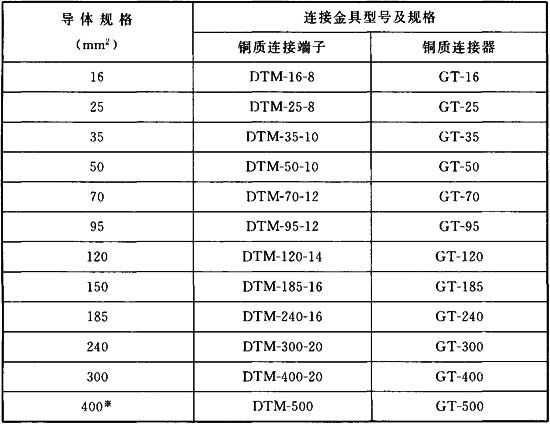 导体规格 连接金具型号及规格
(mm²) 铜质连接端子 铜质连接器
16 DTM-16-8 GT-16
25 DTM-25-8 GT-25
35 DTM-35-10 GT-35
50 DTM-50-10 GT-50
70 DTM-70-12 GT-70
95 DTM-95-12 GT-95
120 DTM-120-14 GT-120
150 DTM-185-16 GT-185
185 DTM-240-16 GT-240
240 DTM-300-20 GT-300
300 DTM-400-20 GT-400
400※ DTM-500 GT-500